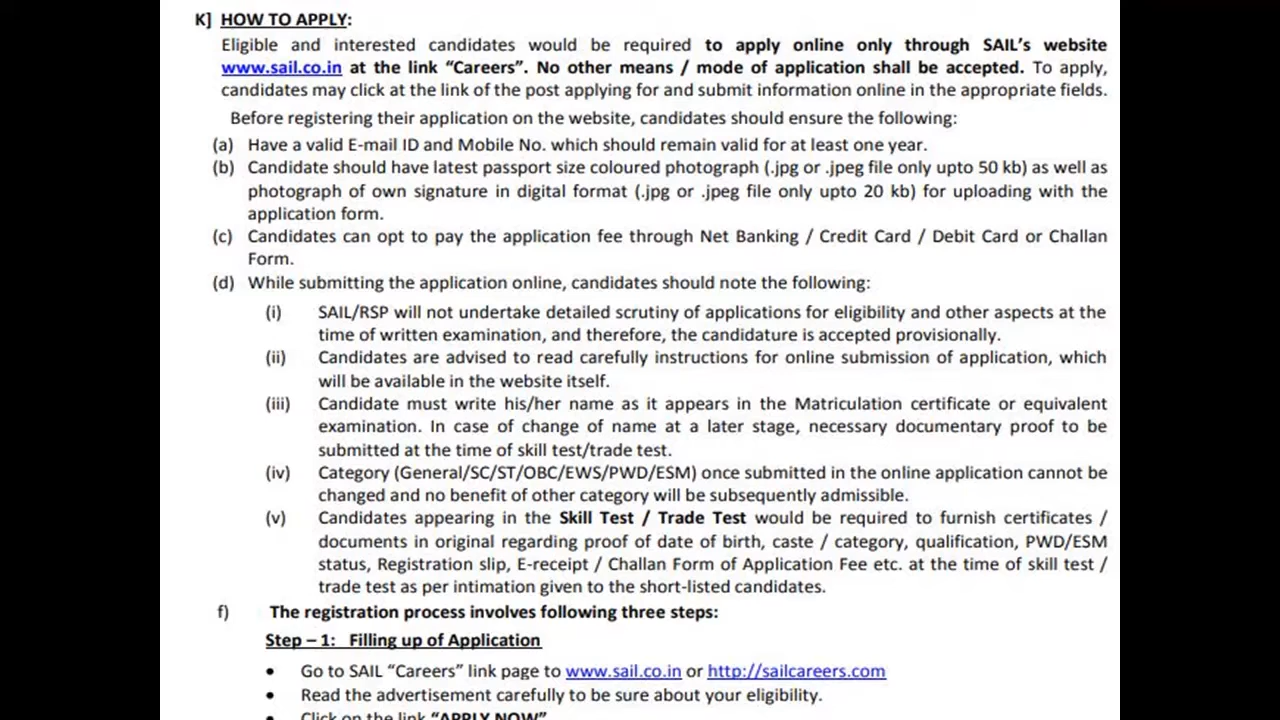 K] HOW TO APPLY:
Eligible and interested candidates would be required to apply online only through SAIL's website
www.sail.co.in at the link “Careers”. No other means / mode of application shall be accepted. To apply,
candidates may click at the link of the post applying for and submit information online in the appropriate fields.
Before registering their application on the website, candidates should ensure the following:
(a) Have a valid E-mail ID and Mobile No. which should remain valid for at least one year.
(b) Candidate should have latest passport size coloured photograph (.jpg or .jpeg file only upto 50 kb) as well as
photograph of own signature in digital format (.jpg or .jpeg file only upto 20 kb) for uploading with the
application form.
(c) Candidates can opt to pay the application fee through Net Banking / Credit Card / Debit Card or Challan
Form.
(d) While submitting the application online, candidates should note the following:
(i) SAIL/RSP will not undertake detailed scrutiny of applications for eligibility and other aspects at the
time of written examination, and therefore, the candidature is accepted provisionally.
(ii) Candidates are advised to read carefully instructions for online submission of application, which
will be available in the website itself.
(iii) Candidate must write his/her name as it appears in the Matriculation certificate or equivalent
examination. In case of change of name at a later stage, necessary documentary proof to be
submitted at the time of skill test/trade test.
(iv) Category (General/SC/ST/OBC/EWS/PWD/ESM) once submitted in the online application cannot be
changed and no benefit of other category will be subsequently admissible.
(v) Candidates appearing in the Skill Test / Trade Test would be required to furnish certificates /
documents in original regarding proof of date of birth, caste / category, qualification, PWD/ESM
status, Registration slip, E-receipt / Challan Form of Application Fee etc. at the time of skill test /
trade test as per intimation given to the short-listed candidates.
f) The registration process involves following three steps:
Step – 1: Filling up of Application
• Go to SAIL “Careers” link page to www.sail.co.in or http://sailcareers.com
• Read the advertisement carefully to be sure about your eligibility.
• Click on the link “APPLY NOW”